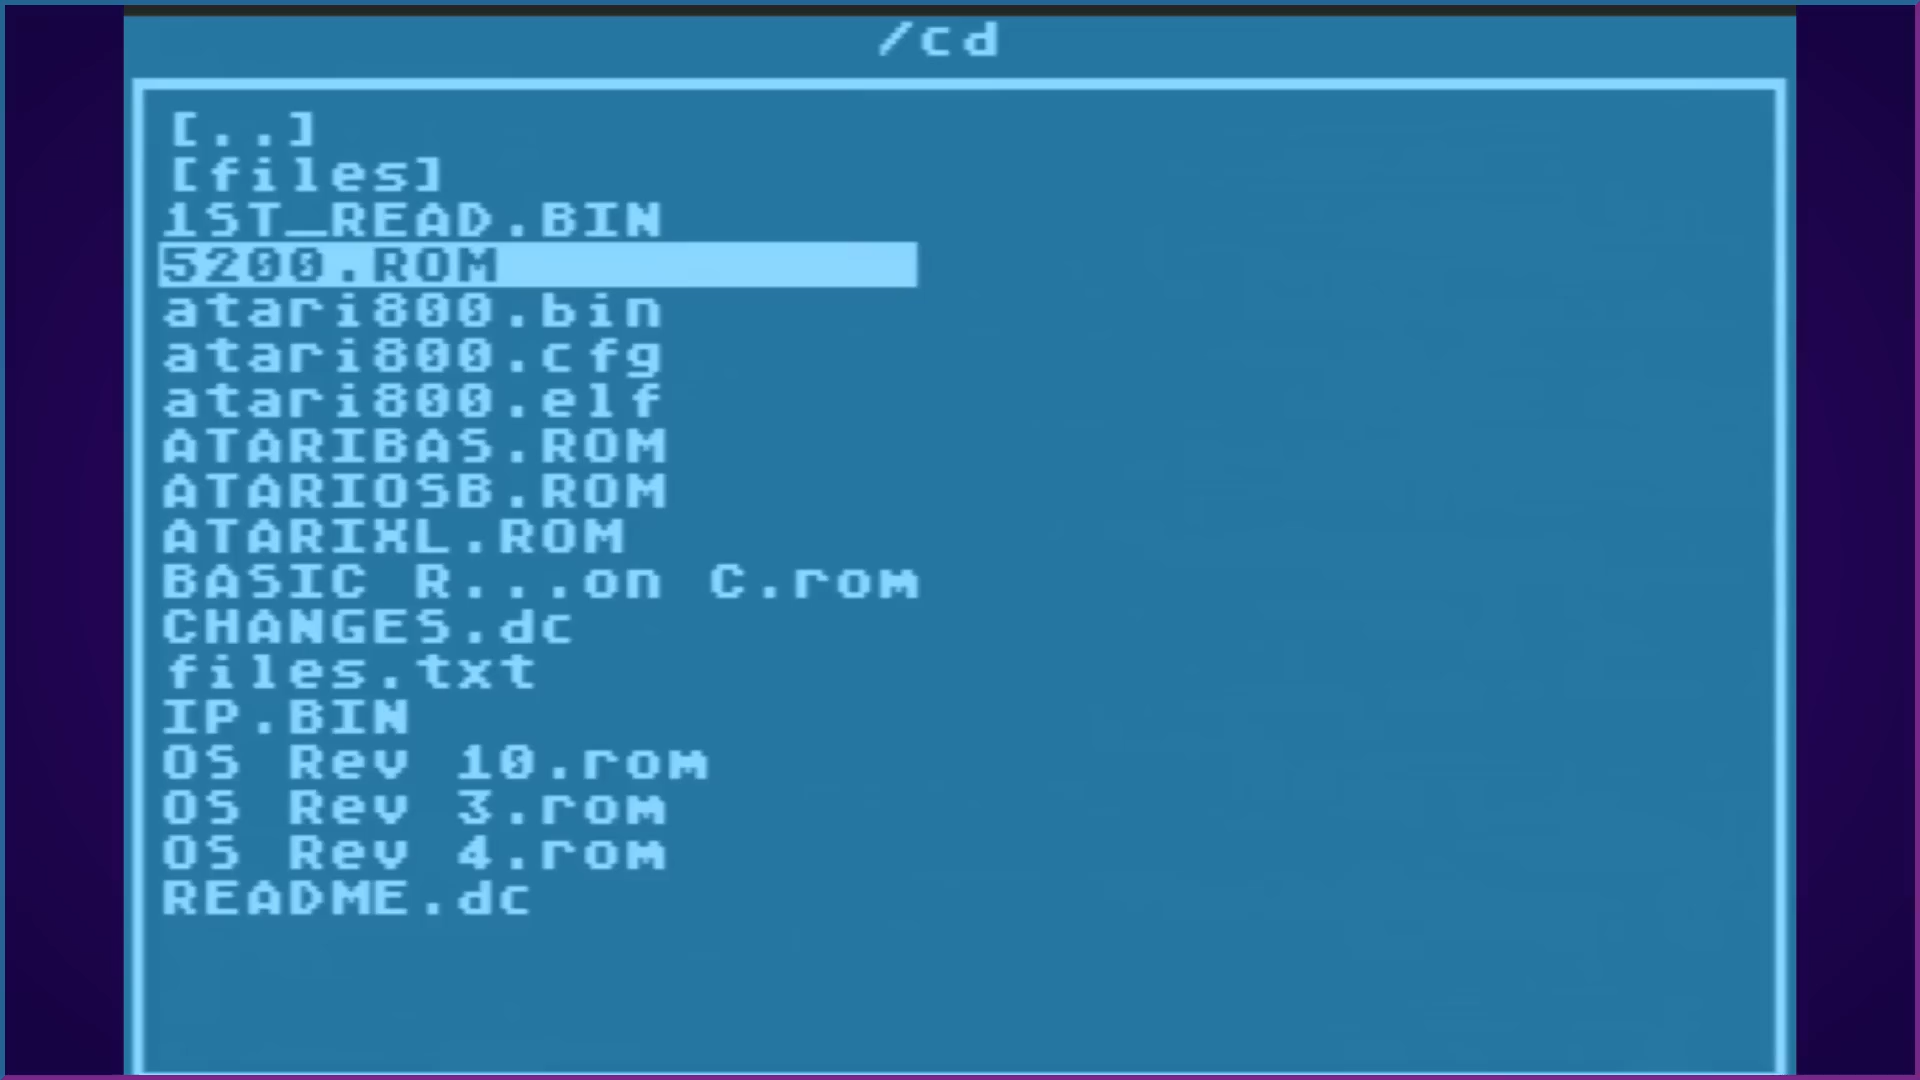 /cd
[..]
[files]
1ST_READ.BIN
5200.ROM
atari800.bin
atari800.cfg
atari800.elf
ATARIBAS.ROM
ATARIOSB.ROM
ATARIXL.ROM
BASIC R...on C.rom
CHANGES.dc
files.txt
IP.BIN
OS Rev 10.rom
OS Rev 3.rom
OS Rev 4.rom
README.dc